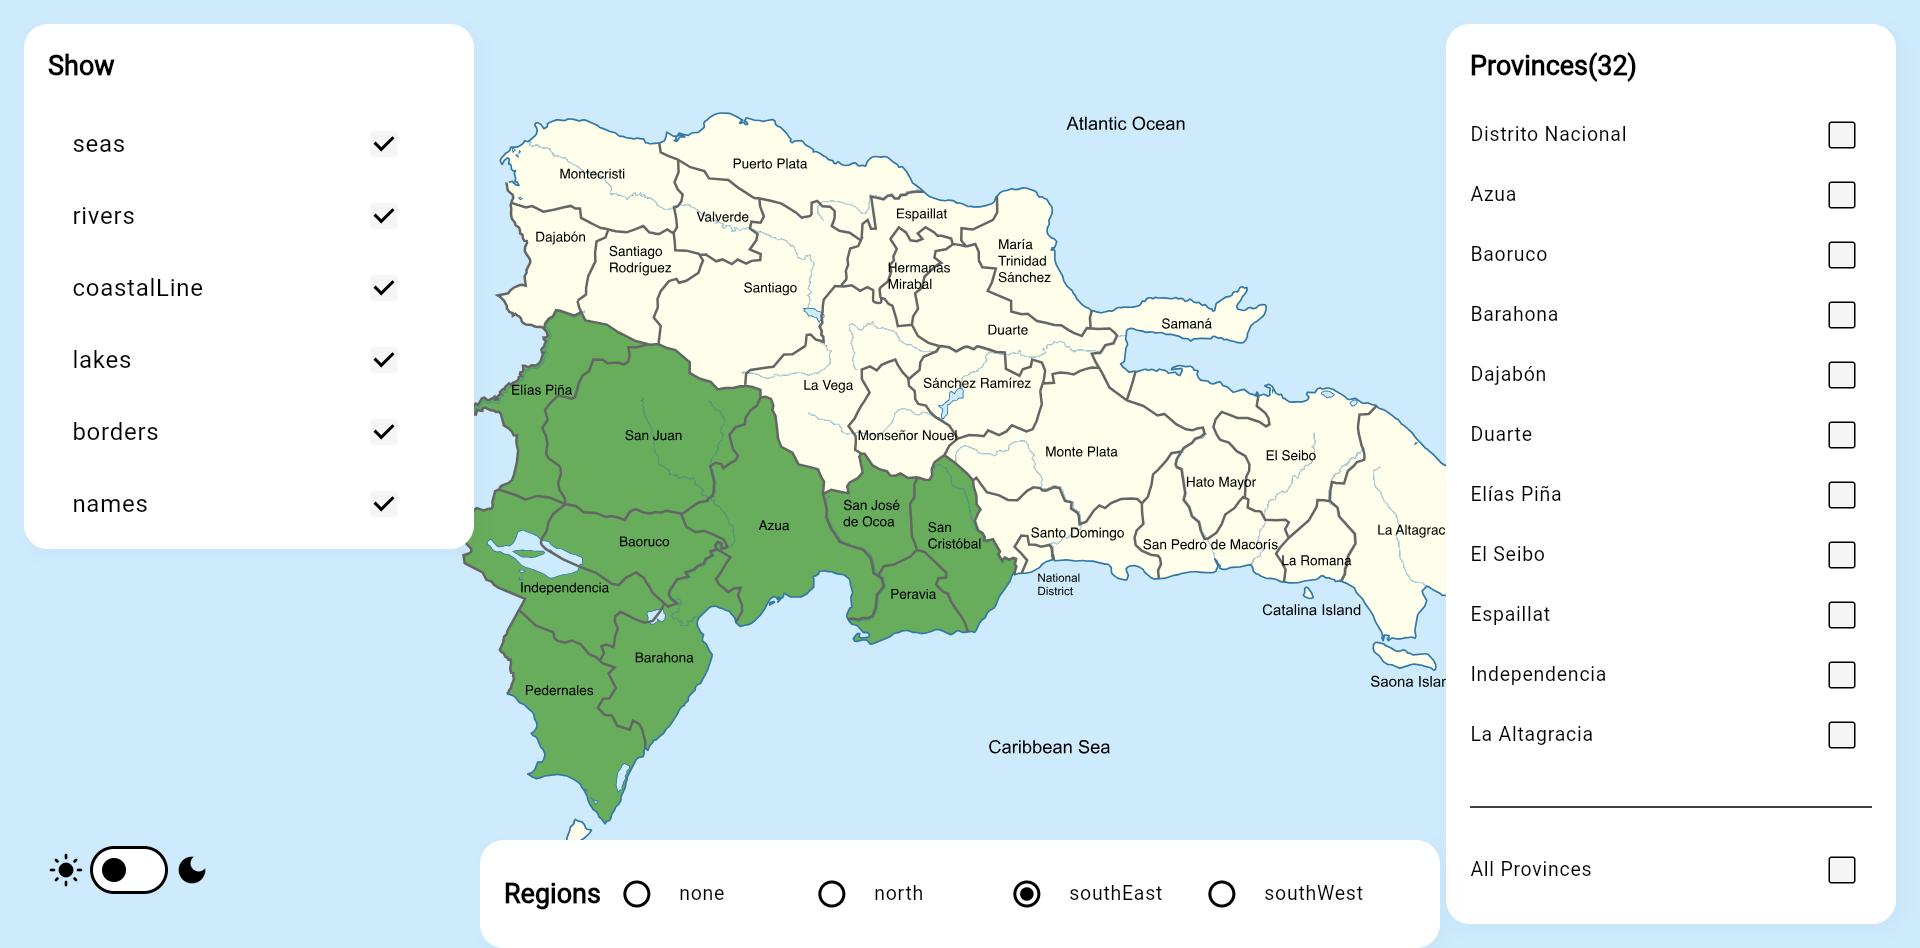 Show
seas
rivers
coastalLine
lakes
borders
names
Atlantic Ocean
Puerto Plata
Montecristi
Valverde
Espaillat
Dajabón
Santiago
Rodríguez
María
Trinidad
Sánchez
Hermanas
Mirabal
Santiago
Samaná
Duarte
Elías Piña
La Vega
Sánchez Ramírez
San Juan
Monseñor Nouel
Monte Plata
El Seibo
Hato Mayor
San José
de Ocoa
Azua
San
Cristóbal
Santo Domingo
La Altagrac
Baoruco
San Pedro de Macorís
La Romana
Independencia
Peravia
National
District
Catalina Island
Barahona
Pedernales
Saona Islar
Caribbean Sea
Regions
none
north
southEast
southWest
Provinces(32)
Distrito Nacional
Azua
Baoruco
Barahona
Dajabón
Duarte
Elías Piña
El Seibo
Espaillat
Independencia
La Altagracia
All Provinces